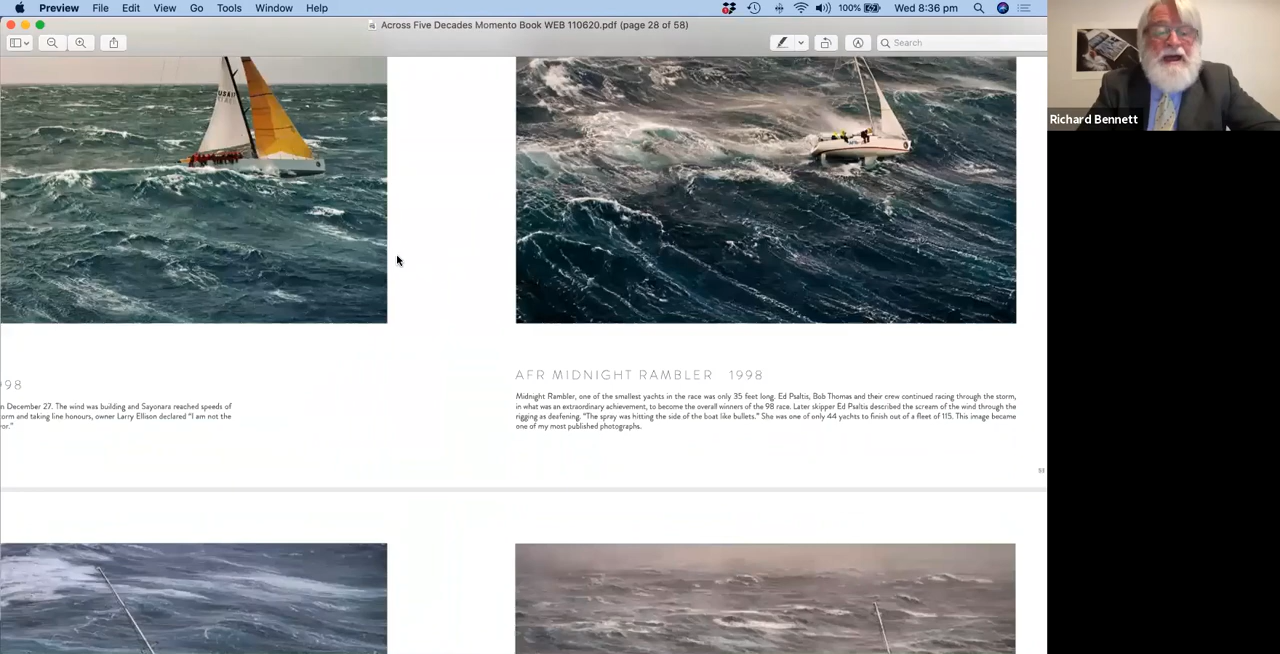 Preview File Edit View Go Tools Window Help 100% Wed 8:36 pm
Across Five Decades Momento Book WEB 110620.pdf (page 28 of 58)
Search
Richard Bennett
998
n December 27. The wind was building and Sayonara reached speeds of
orm and taking line honours, owner Larry Ellison declared "I am not the
or."
AFR MIDNIGHT RAMBLER 1998
Midnight Rambler, one of the smallest yachts in the race was only 35 feet long. Ed Psaltis, Bob Thomas and their crew continued racing through the storm,
in what was an extraordinary achievement, to become the overall winners of the 98 race. Later skipper Ed Psaltis described the scream of the wind through the
rigging as deafening. "The spray was hitting the side of the boat like bullets." She was one of only 44 yachts to finish out of a fleet of 115. This image became
one of my most published photographs.